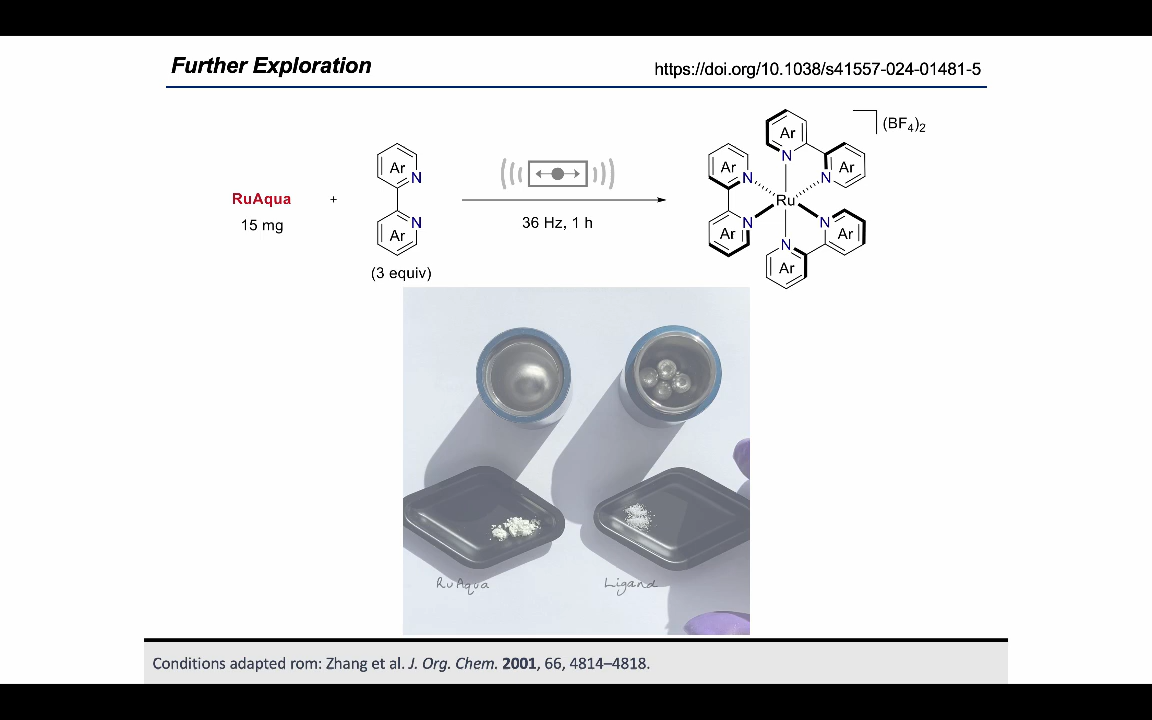 Further Exploration
https://doi.org/10.1038/s41557-024-01481-5
(BF4)2
Ar
N
Ar
N
Ar
N
Ar
N
Ru
N
Ar
N
Ar
N
Ar
N
Ar
RuAqua
15 mg
+
(3 equiv)
36 Hz, 1 h
RuAqua
Ligand
Conditions adapted rom: Zhang et al. J. Org. Chem. 2001, 66, 4814–4818.